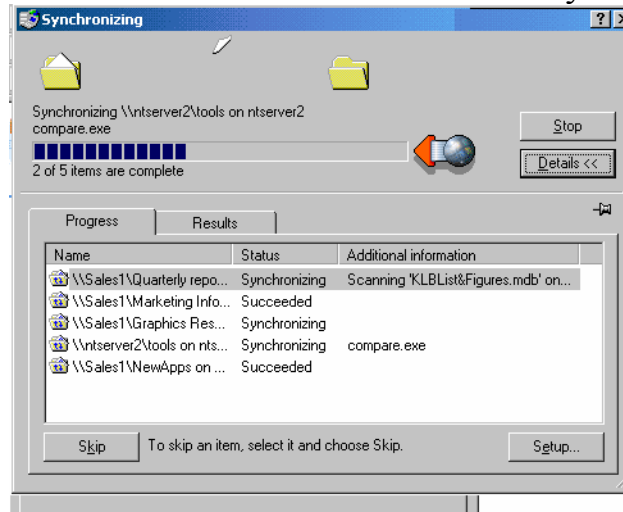 Synchronizing
Synchronizing \\ntserver2\tools on ntserver2
compare.exe
Stop
2 of 5 items are complete
Details <<
Progress Results
Name Status Additional information
\\Sales1\Quarterly repo... Synchronizing Scanning 'KLBList&Figures.mdb' on...
\\Sales1\Marketing Info... Succeeded
\\Sales1\Graphics Res... Synchronizing
\\ntserver2\tools on nts... Synchronizing compare.exe
\\Sales1\NewApps on ... Succeeded
Skip To skip an item, select it and choose Skip. Setup...